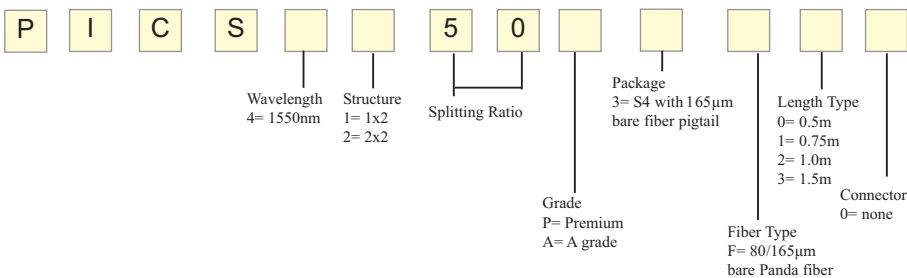 P I C S 5 0
Wavelength
4= 1550nm
Structure
1= 1x2
2= 2x2
Splitting Ratio
Grade
P= Premium
A= A grade
Package
3= S4 with 165μm
bare fiber pigtail
Fiber Type
F= 80/165μm
bare Panda fiber
Length Type
0= 0.5m
1= 0.75m
2= 1.0m
3= 1.5m
Connector
0= none